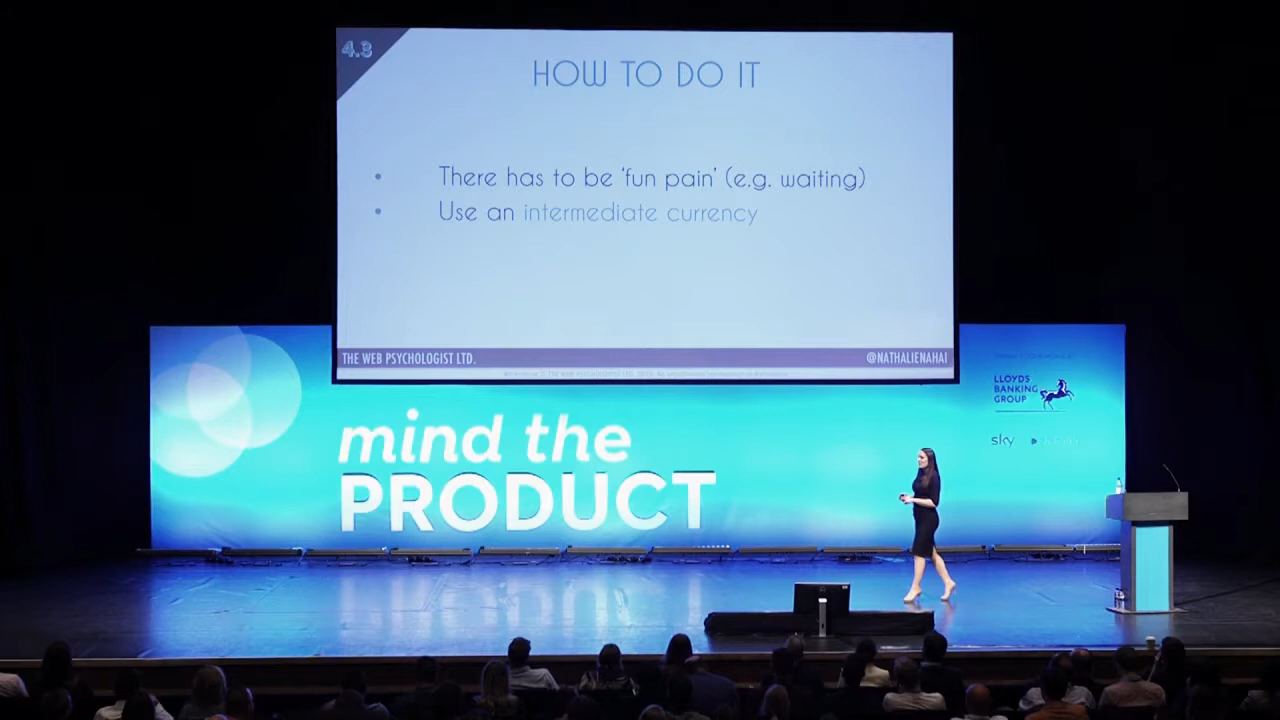 4.3
HOW TO DO IT
• There has to be 'fun pain' (e.g. waiting)
• Use an intermediate currency
THE WEB PSYCHOLOGIST LTD.
@NATHALIENAHAI
mind the
PRODUCT
LLOYDS
BANKING
GROUP
sky